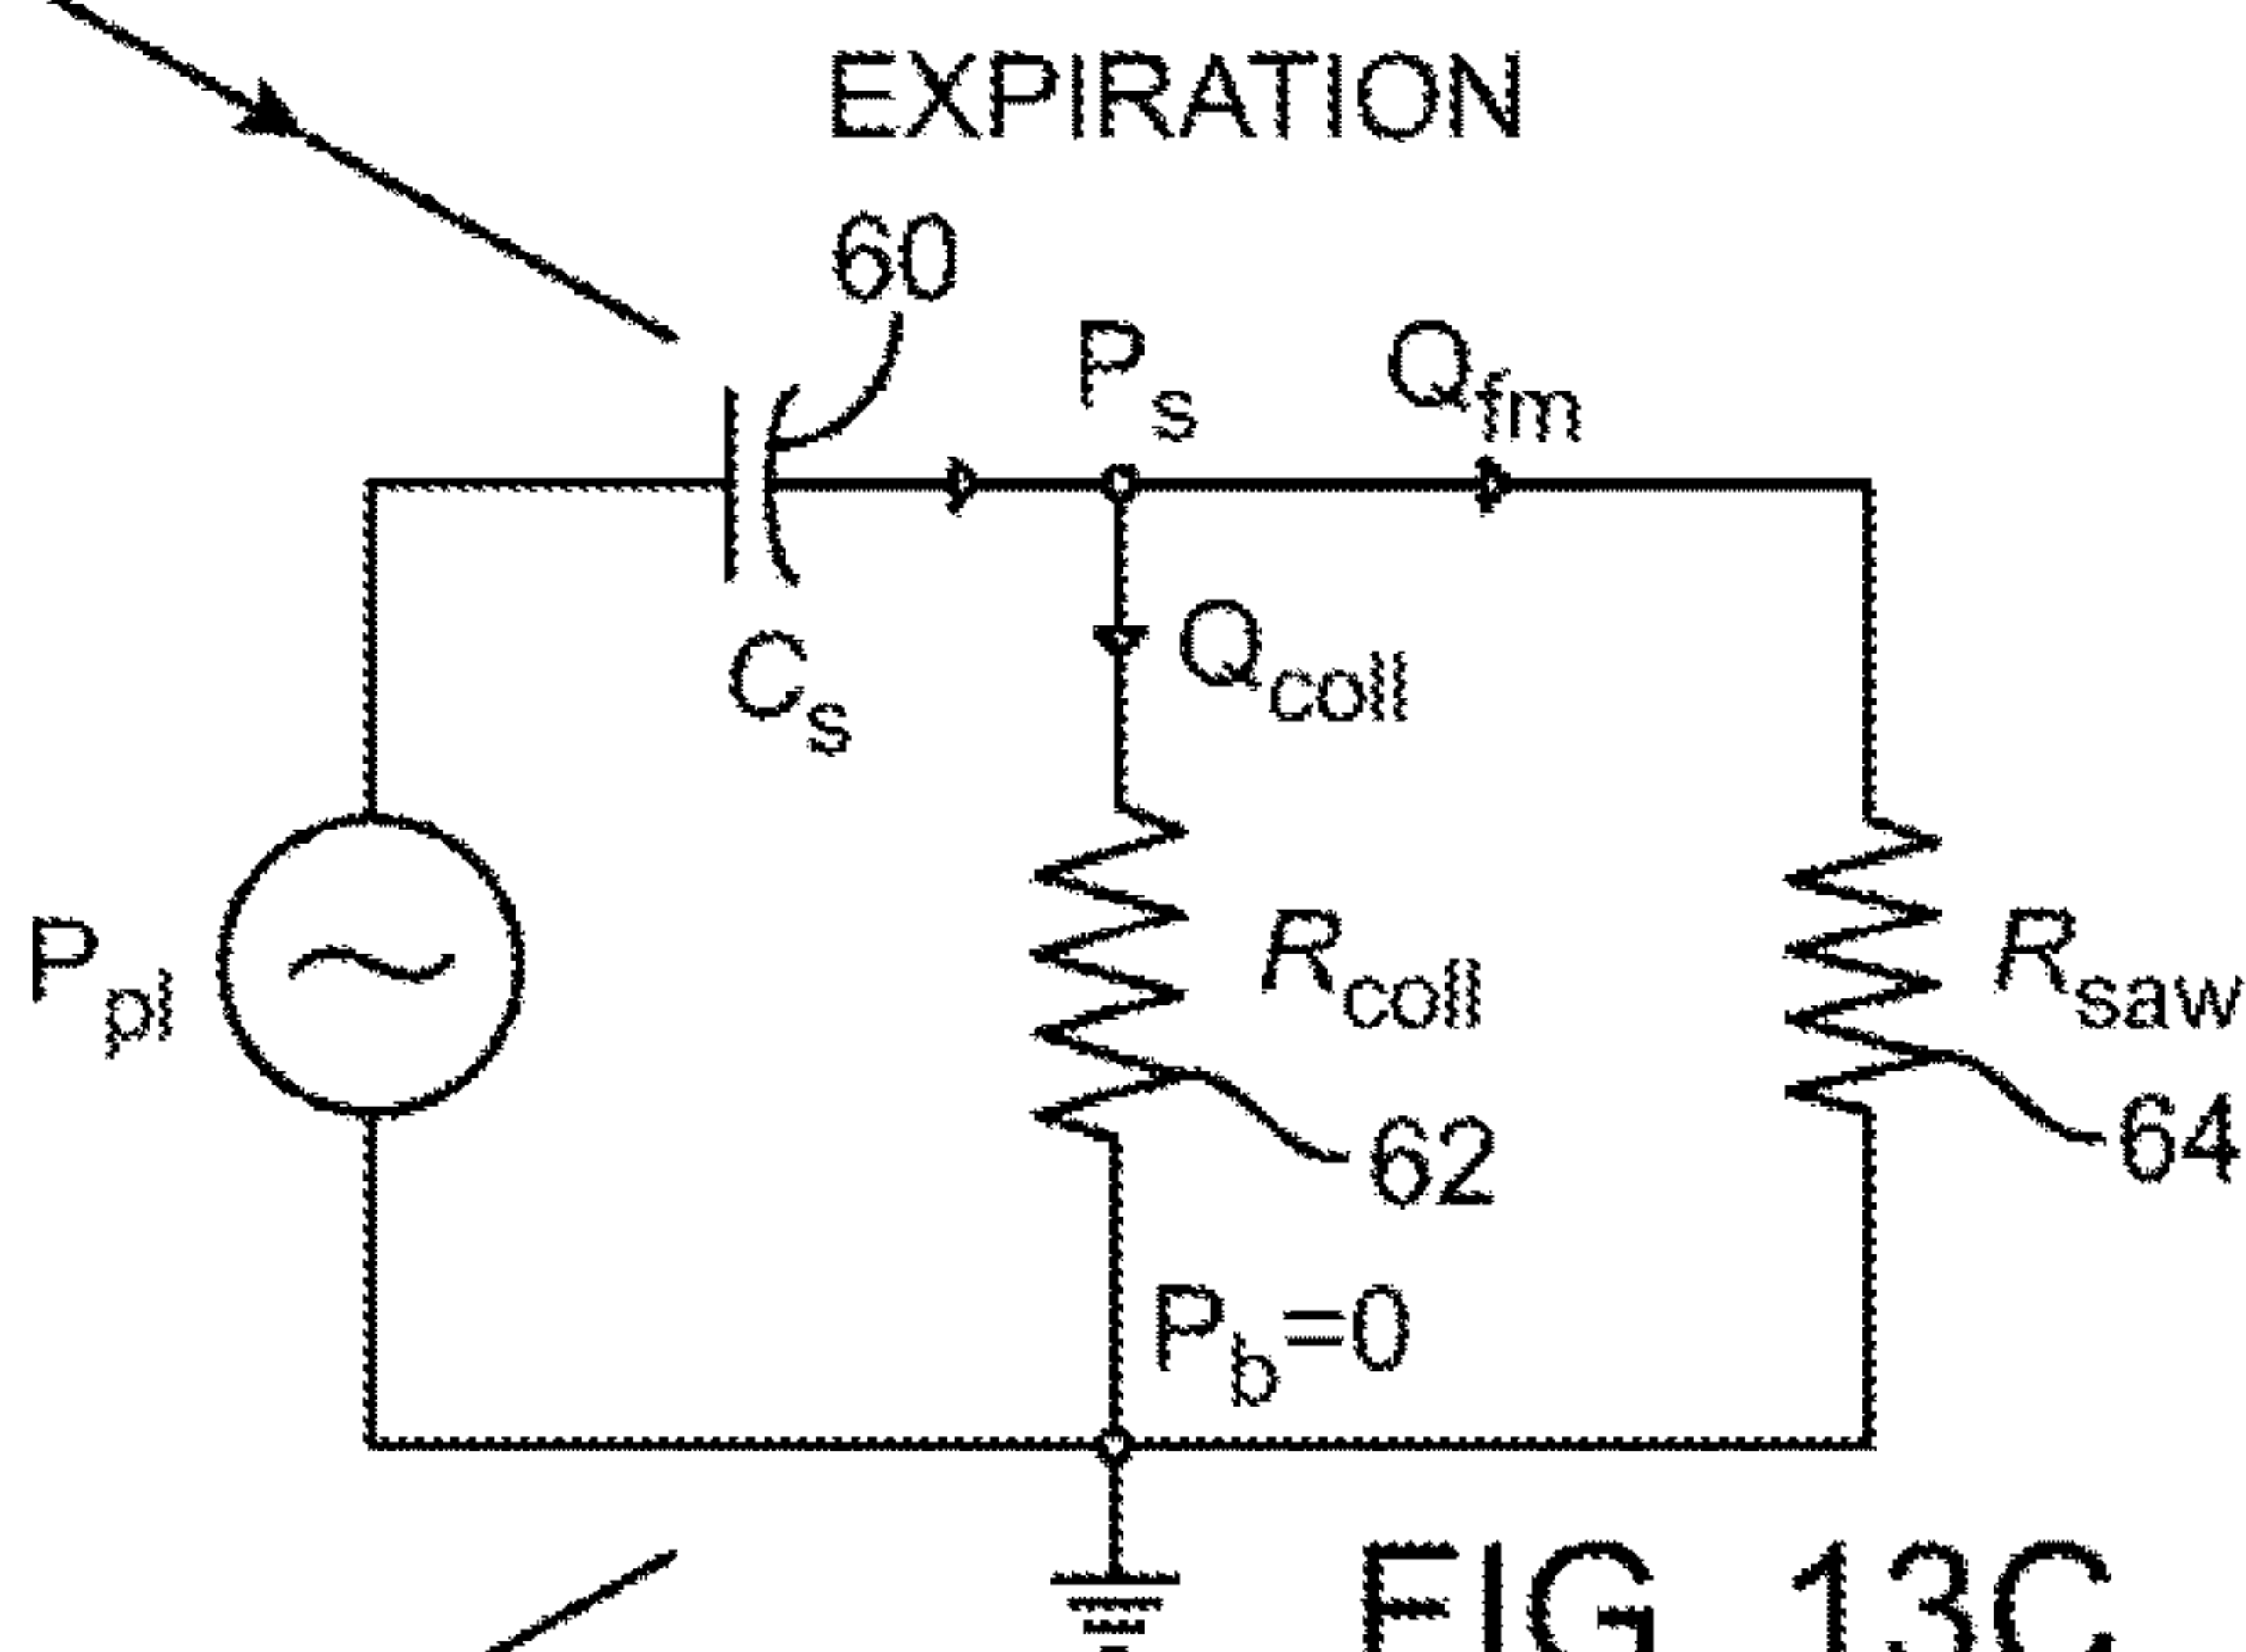 EXPIRATION
60
Ps
Qfm
Qcoll
Cs
Ppl
Rcoll
Rsaw
62
64
Pb=0
FIG 13C